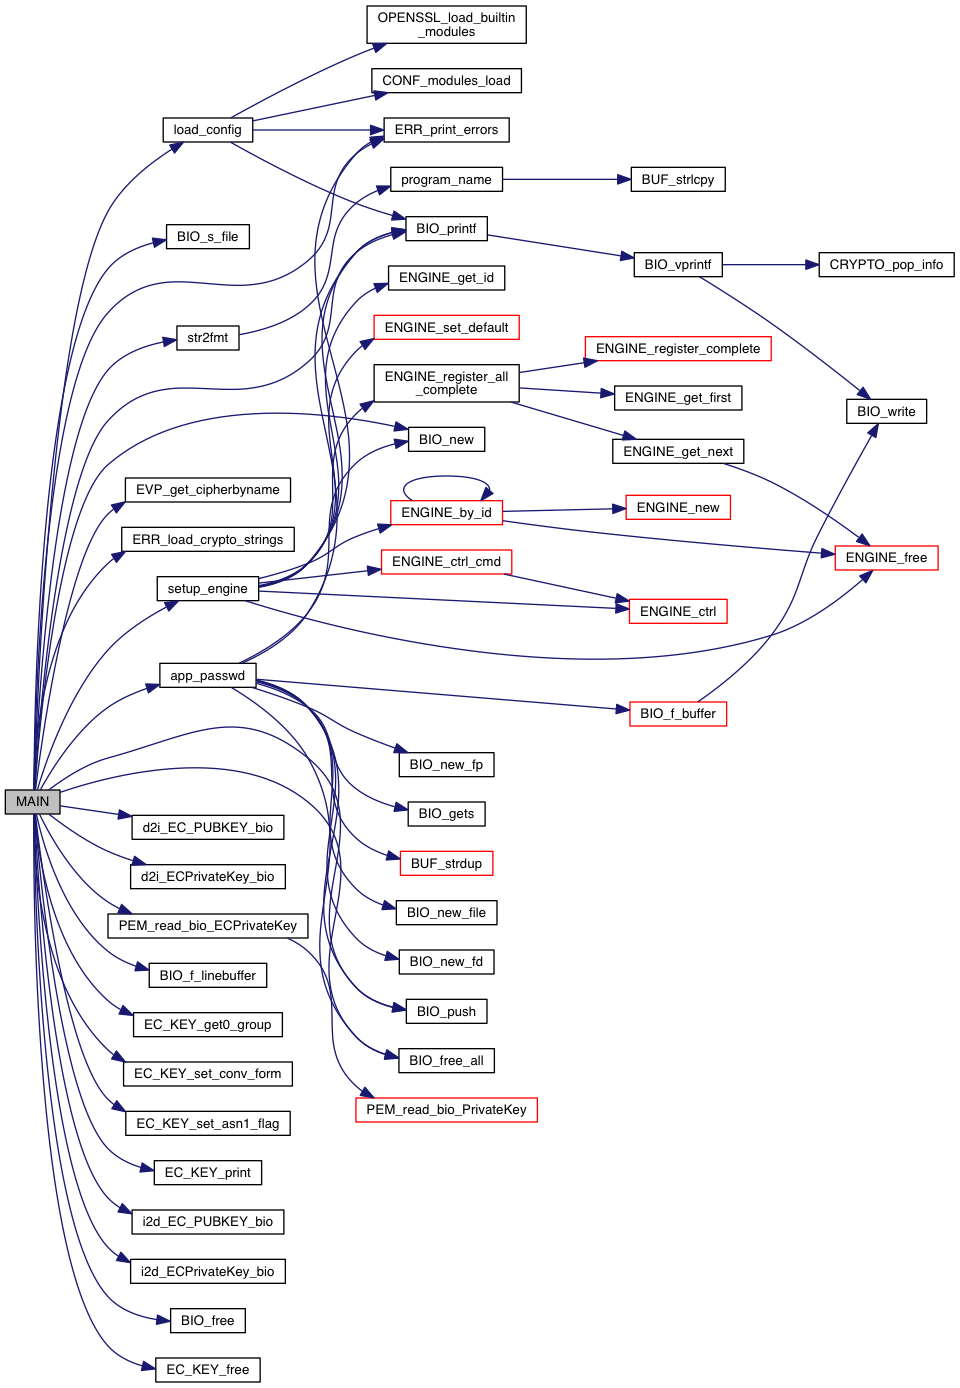 OPENSSL_load_builtin
_modules
CONF_modules_load
load_config
ERR_print_errors
program_name
BUF_strlcpy
BIO_s_file
BIO_printf
BIO_vprintf
CRYPTO_pop_info
ENGINE_get_id
str2fmt
ENGINE_set_default
ENGINE_register_complete
ENGINE_register_all
_complete
ENGINE_get_first
BIO_write
BIO_new
ENGINE_get_next
EVP_get_cipherbyname
ENGINE_by_id
ENGINE_new
ERR_load_crypto_strings
ENGINE_free
ENGINE_ctrl_cmd
setup_engine
ENGINE_ctrl
app_passwd
BIO_f_buffer
BIO_new_fp
MAIN
BIO_gets
d2i_EC_PUBKEY_bio
BUF_strdup
d2i_ECPrivateKey_bio
BIO_new_file
PEM_read_bio_ECPrivateKey
BIO_new_fd
BIO_f_linebuffer
BIO_push
EC_KEY_get0_group
BIO_free_all
EC_KEY_set_conv_form
PEM_read_bio_PrivateKey
EC_KEY_set_asn1_flag
EC_KEY_print
i2d_EC_PUBKEY_bio
i2d_ECPrivateKey_bio
BIO_free
EC_KEY_free